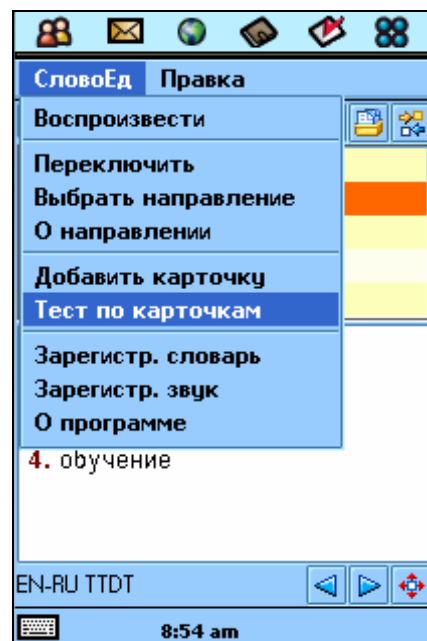 СловоЕд Правка
Воспроизвести
Переключить
Выбрать направление
О направлении
Добавить карточку
Тест по карточкам
Зарегистр. словарь
Зарегистр. звук
О программе
4. обучение
EN-RU TTDT
8:54 am